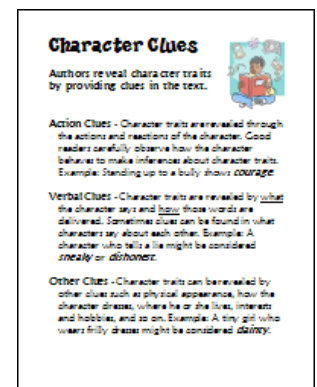 Character Clues
Authors reveal character traits
by providing clues in the text.
Action Clues - Character traits are revealed through
the actions and reactions of the character. Good
readers carefully observe how the character
behaves to make inferences about character traits.
Example: Standing up to a bully shows courage.
Verbal Clues - Character traits are revealed by what
the character says and how those words are
delivered. Sometimes clues can be found in what
characters say about each other. Example: A
character who tells a lie might be considered
sneaky or dishonest.
Other Clues - Character traits can be revealed by
other clues such as physical appearance, how the
character dresses, where he or she lives, interests
and hobbies, and so on. Example: A tiny girl who
wears frilly dresses might be considered dainty.